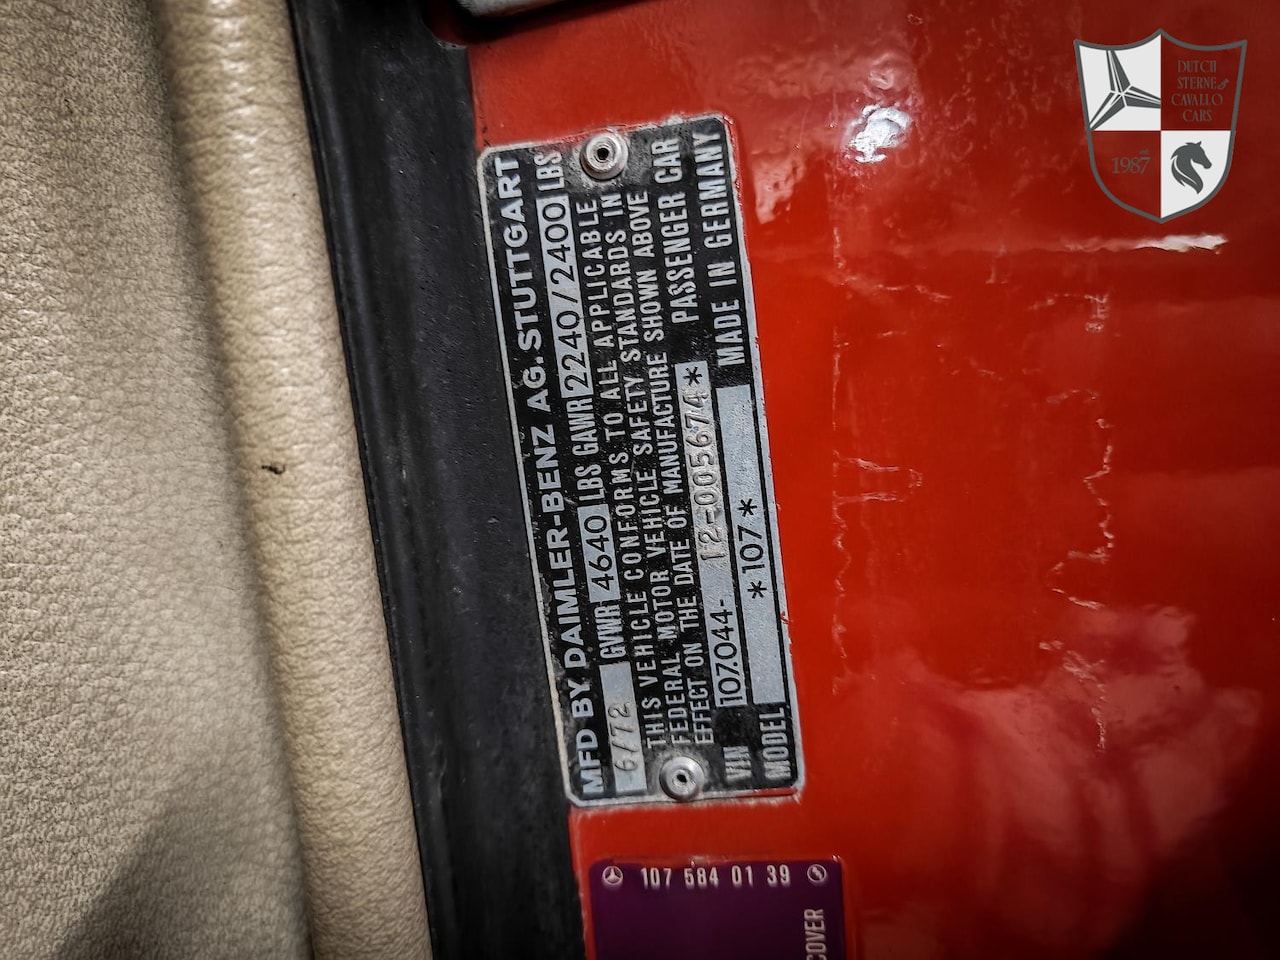 MFD BY DAIMLER-BENZ AG. STUTTGART
6/72 GVWR 4640 LBS GAWR 2240/2400 LBS
THIS VEHICLE CONFORMS TO ALL APPLICABLE
FEDERAL MOTOR VEHICLE SAFETY STANDARDS IN
EFFECT ON THE DATE OF MANUFACTURE SHOWN ABOVE
VIN 107.044-12-005674* PASSENGER CAR
MODEL *107* MADE IN GERMANY
107 584 01 39
COVER
DUTCH
STERNE &
CAVALLO
CARS
1987